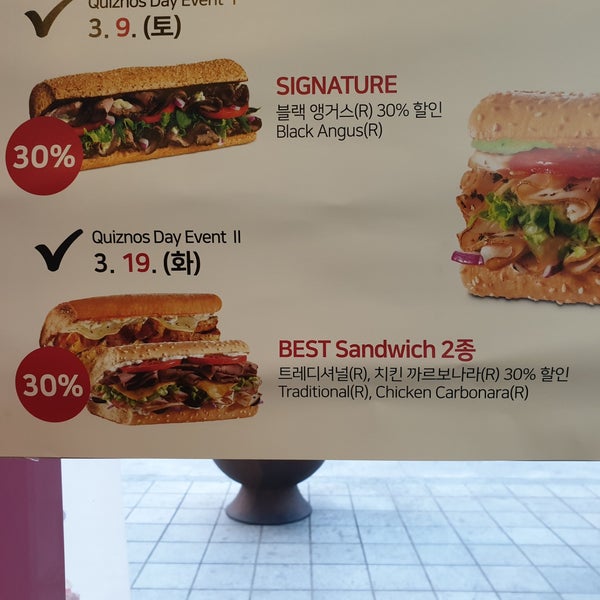 Quiznos Day Event I
3. 9. (토)
SIGNATURE
블랙 앵거스(R) 30% 할인
Black Angus(R)
30%
Quiznos Day Event II
3. 19. (화)
BEST Sandwich 2종
트레디셔널(R), 치킨 까르보나라(R) 30% 할인
Traditional(R), Chicken Carbonara(R)
30%